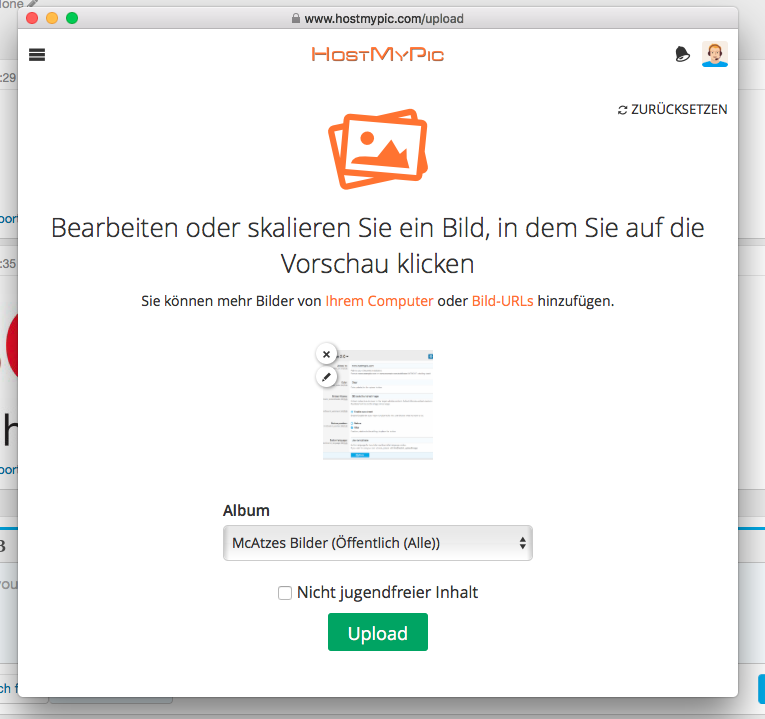 www.hostmypic.com/upload
HostMyPic
ZURÜCKSETZEN
Bearbeiten oder skalieren Sie ein Bild, in dem Sie auf die
Vorschau klicken
Sie können mehr Bilder von Ihrem Computer oder Bild-URLs hinzufügen.
Album
McAtzes Bilder (Öffentlich (Alle))
Nicht jugendfreier Inhalt
Upload